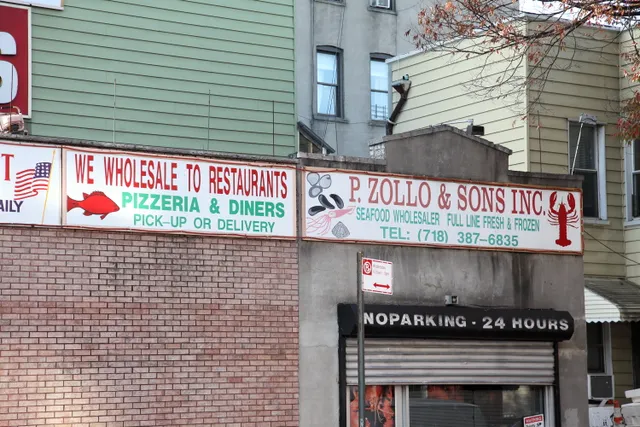 S
T
AILY
WE WHOLESALE TO RESTAURANTS
PIZZERIA & DINERS
PICK-UP OR DELIVERY
P. ZOLLO & SONS INC.
SEAFOOD WHOLESALER FULL LINE FRESH & FROZEN
TEL: (718) 387-6835
NOPARKING - 24 HOURS